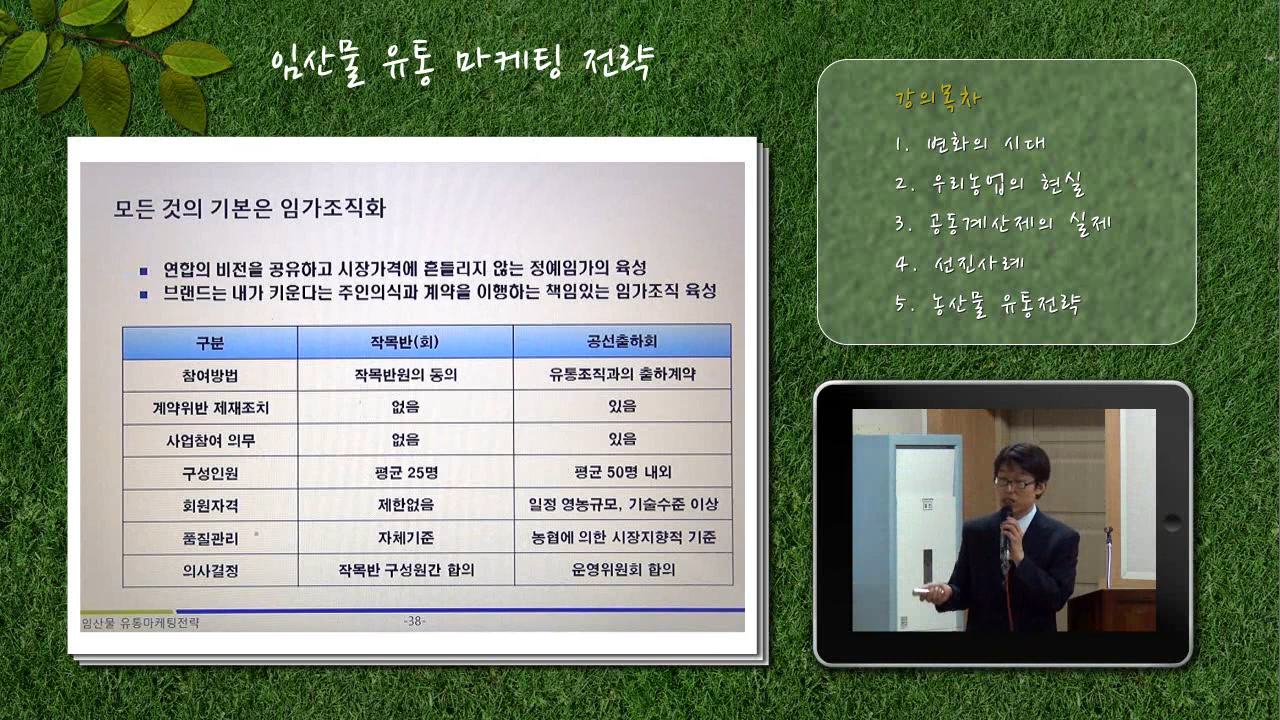 임산물 유통 마케팅 전략
강의목차
1. 변화의 시대
2. 우리농업의 현실
3. 공동계산제의 실제
4. 선진사례
5. 농산물 유통전략
모든 것의 기본은 임가조직화
■ 연합의 비전을 공유하고 시장가격에 흔들리지 않는 정예임가의 육성
■ 브랜드는 내가 키운다는 주인의식과 계약을 이행하는 책임있는 임가조직 육성
구분 작목반(회) 공선출하회
참여방법 작목반원의 동의 유통조직과의 출하계약
계약위반 제재조치 없음 있음
사업참여 의무 없음 있음
구성인원 평균 25명 평균 50명 내외
회원자격 제한없음 일정 영농규모, 기술수준 이상
품질관리 자체기준 농협에 의한 시장지향적 기준
의사결정 작목반 구성원간 합의 운영위원회 합의
임산물 유통마케팅전략 -38-